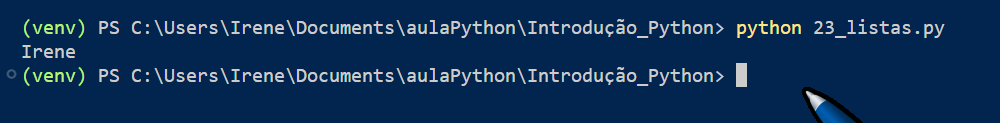 (venv) PS C:\Users\Irene\Documents\aulaPython\Introdução_Python> python 23_listas.py
Irene
(venv) PS C:\Users\Irene\Documents\aulaPython\Introdução_Python>